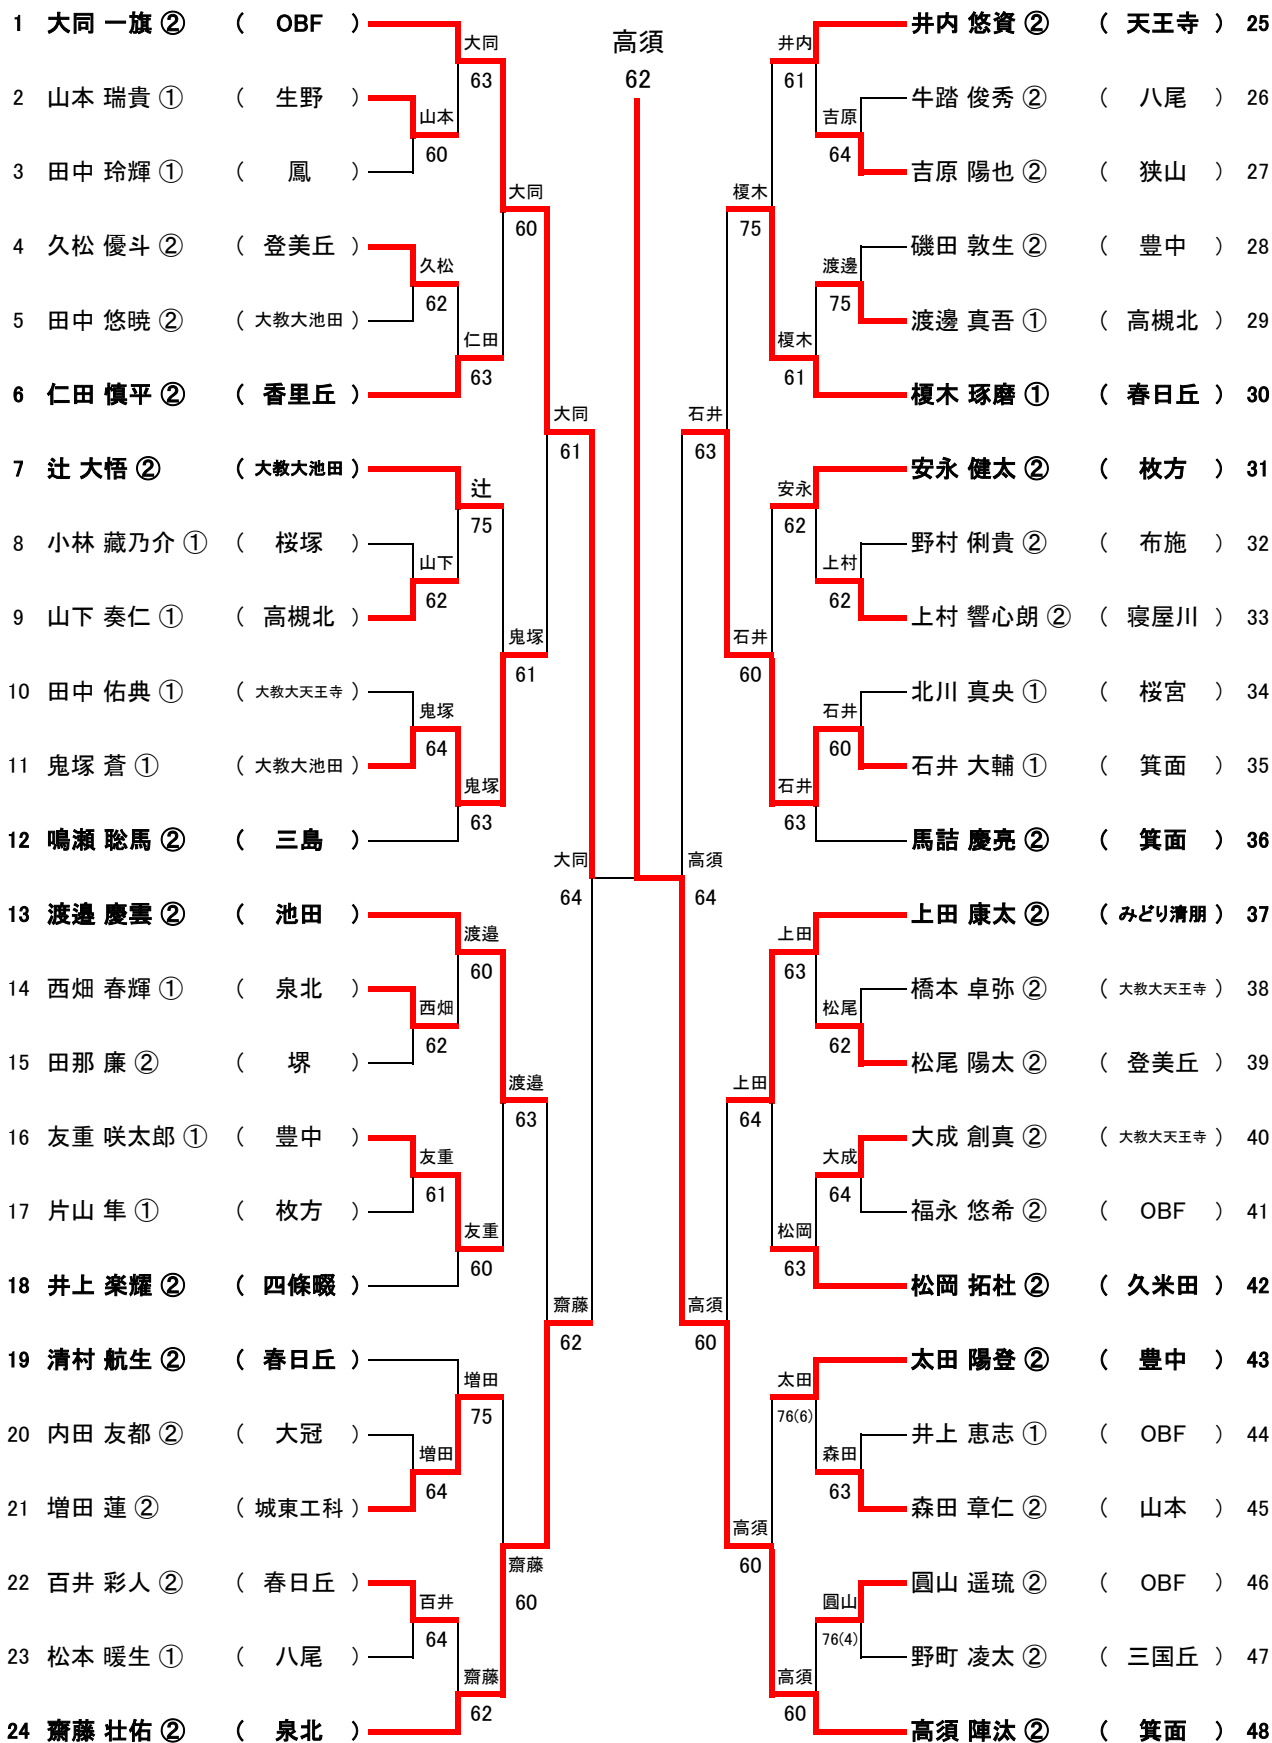 高須
62
1 大同 一旗 ② ( OBF )
2 山本 瑞貴 ① ( 生野 )
3 田中 玲輝 ① ( 鳳 )
4 久松 優斗 ② ( 登美丘 )
5 田中 悠暁 ② ( 大教大池田 )
6 仁田 慎平 ② ( 香里丘 )
7 辻 大悟 ② ( 大教大池田 )
8 小林 蔵乃介 ① ( 桜塚 )
9 山下 奏仁 ① ( 高槻北 )
10 田中 佑典 ① ( 大教大天王寺 )
11 鬼塚 蒼 ① ( 大教大池田 )
12 鳴瀬 聡馬 ② ( 三島 )
13 渡邉 慶雲 ② ( 池田 )
14 西畑 春輝 ① ( 泉北 )
15 田那 廉 ② ( 堺 )
16 友重 咲太郎 ① ( 豊中 )
17 片山 隼 ① ( 枚方 )
18 井上 楽耀 ② ( 四條畷 )
19 清村 航生 ② ( 春日丘 )
20 内田 友都 ② ( 大冠 )
21 増田 蓮 ② ( 城東工科 )
22 百井 彩人 ② ( 春日丘 )
23 松本 暖生 ① ( 八尾 )
24 齋藤 壮佑 ② ( 泉北 )
山本
60
久松
62
山下
62
鬼塚
64
西畑
62
友重
61
増田
64
百井
64
大同
63
仁田
63
辻
75
鬼塚
63
渡邉
60
友重
60
増田
75
齋藤
62
大同
60
鬼塚
61
渡邉
63
齋藤
60
大同
61
齋藤
62
大同
64
高須
64
石井
63
高須
60
榎木
75
石井
60
上田
64
高須
60
井内
61
榎木
61
安永
62
石井
63
上田
63
松岡
63
太田
76(6)
高須
60
吉原
64
渡邊
75
上村
62
石井
60
松尾
62
大成
64
森田
63
圓山
76(4)
井内 悠資 ② ( 天王寺 ) 25
牛踏 俊秀 ② ( 八尾 ) 26
吉原 陽也 ② ( 狭山 ) 27
磯田 敦生 ② ( 豊中 ) 28
渡邊 真吾 ① ( 高槻北 ) 29
榎木 琢磨 ① ( 春日丘 ) 30
安永 健太 ② ( 枚方 ) 31
野村 俐貴 ② ( 布施 ) 32
上村 響心朗 ② ( 寝屋川 ) 33
北川 真央 ① ( 桜宮 ) 34
石井 大輔 ① ( 箕面 ) 35
馬詰 慶亮 ② ( 箕面 ) 36
上田 康太 ② ( みどり清朋 ) 37
橋本 卓弥 ② ( 大教大天王寺 ) 38
松尾 陽太 ② ( 登美丘 ) 39
大成 創真 ② ( 大教大天王寺 ) 40
福永 悠希 ② ( OBF ) 41
松岡 拓杜 ② ( 久米田 ) 42
太田 陽登 ② ( 豊中 ) 43
井上 恵志 ① ( OBF ) 44
森田 章仁 ② ( 山本 ) 45
圓山 遥琉 ② ( OBF ) 46
野町 凌太 ② ( 三国丘 ) 47
高須 陣汰 ② ( 箕面 ) 48